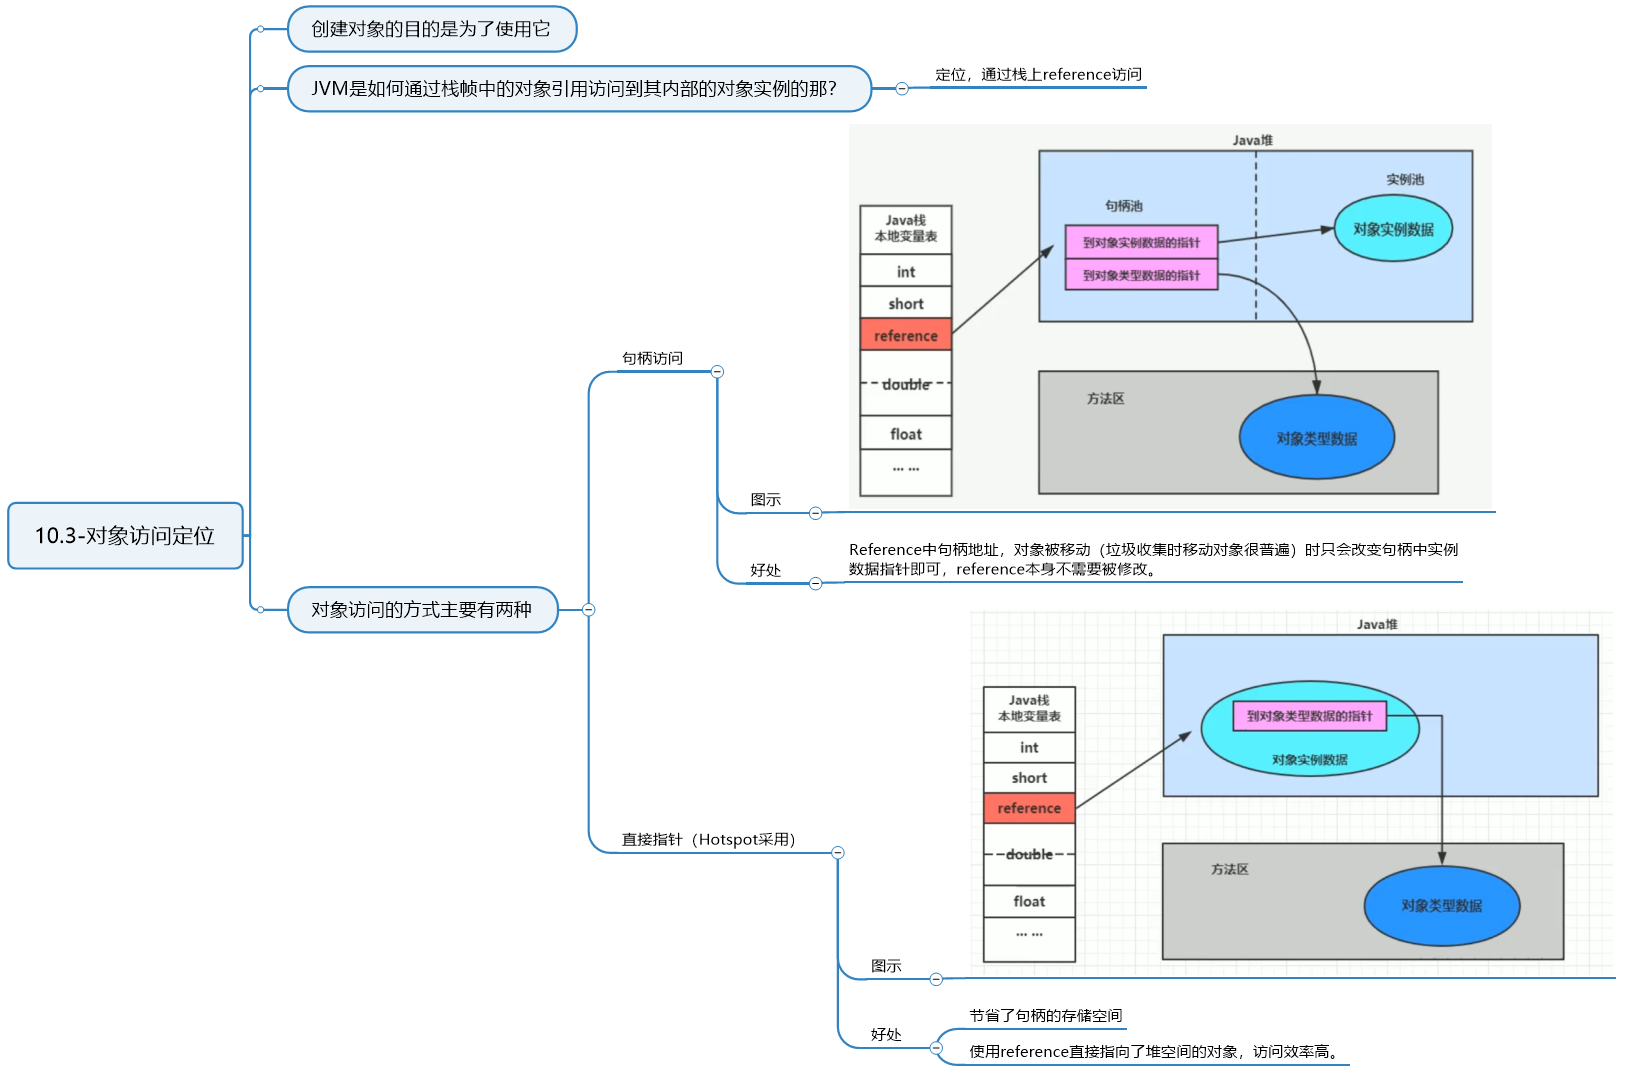 创建对象的目的是为了使用它
JVM是如何通过栈帧中的对象引用访问到其内部的对象实例的那?
定位，通过栈上reference访问
10.3-对象访问定位
对象访问的方式主要有两种
句柄访问
图示
Java堆
实例池
句柄池
对象实例数据
到对象实例数据的指针
到对象类型数据的指针
Java栈
本地变量表
int
short
reference
double
float
... ...
方法区
对象类型数据
好处
Reference中句柄地址，对象被移动（垃圾收集时移动对象很普遍）时只会改变句柄中实例
数据指针即可，reference本身不需要被修改。
直接指针（Hotspot采用）
图示
Java堆
到对象类型数据的指针
对象实例数据
Java栈
本地变量表
int
short
reference
double
float
... ...
方法区
对象类型数据
好处
节省了句柄的存储空间
使用reference直接指向了堆空间的对象，访问效率高。